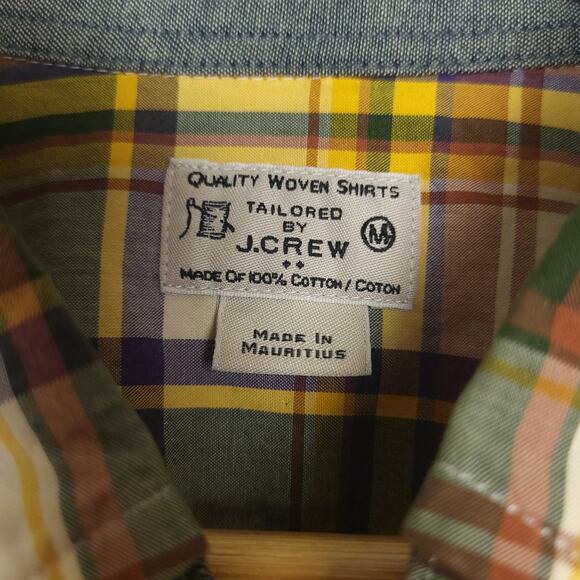 QUALITY WOVEN SHIRTS
TAILORED
BY
J.CREW
M
MADE OF 100% COTTON / COTON
MADE IN
MAURITIUS